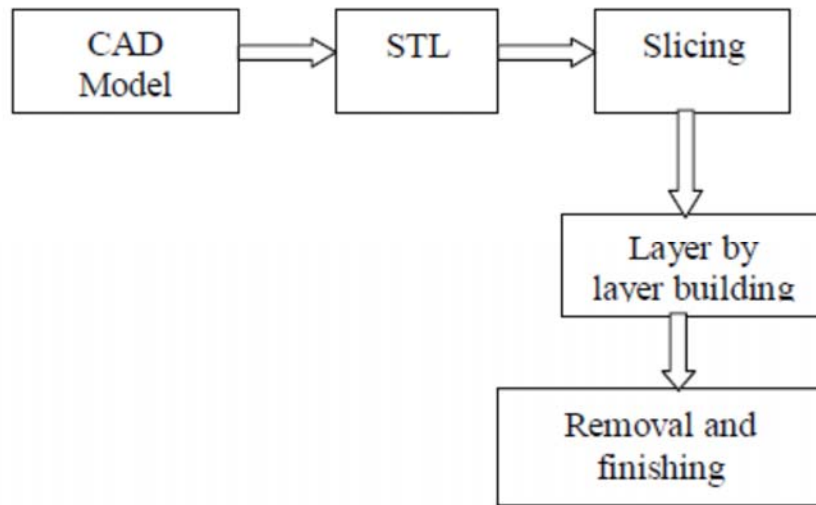 CAD
Model
STL
Slicing
Layer by
layer building
Removal and
finishing